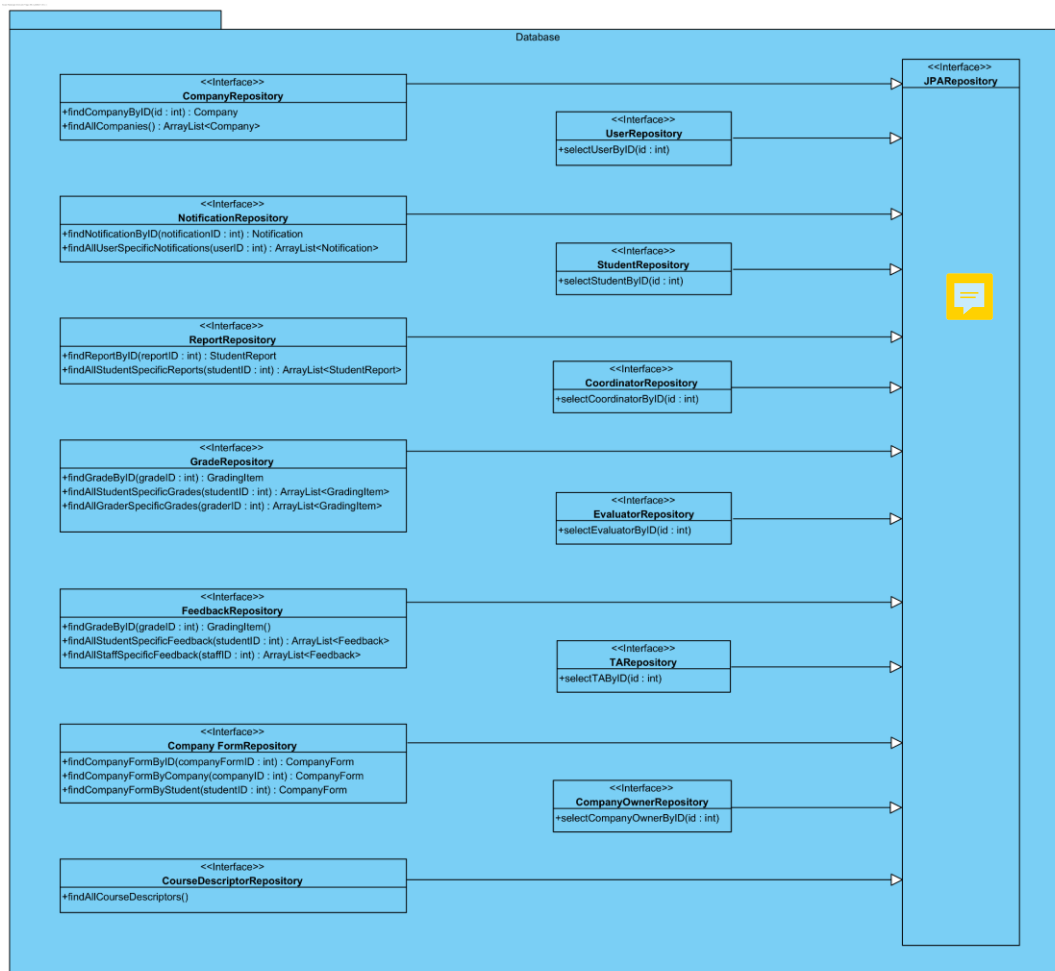 Database
<<Interface>>
CompanyRepository
+findCompanyByID(id : int) : Company
+findAllCompanies() : ArrayList<Company>
<<Interface>>
JPARepository
<<Interface>>
UserRepository
+selectUserByID(id : int)
<<Interface>>
NotificationRepository
+findNotificationByID(notificationID : int) : Notification
+findAllUserSpecificNotifications(userID : int) : ArrayList<Notification>
<<Interface>>
StudentRepository
+selectStudentByID(id : int)
<<Interface>>
ReportRepository
+findReportByID(reportID : int) : StudentReport
+findAllStudentSpecificReports(studentID : int) : ArrayList<StudentReport>
<<Interface>>
CoordinatorRepository
+selectCoordinatorByID(id : int)
<<Interface>>
GradeRepository
+findGradeByID(gradeID : int) : GradingItem
+findAllStudentSpecificGrades(studentID : int) : ArrayList<GradingItem>
+findAllGraderSpecificGrades(graderID : int) : ArrayList<GradingItem>
<<Interface>>
EvaluatorRepository
+selectEvaluatorByID(id : int)
<<Interface>>
FeedbackRepository
+findGradeByID(gradeID : int) : GradingItem()
+findAllStudentSpecificFeedback(studentID : int) : ArrayList<Feedback>
+findAllStaffSpecificFeedback(staffID : int) : ArrayList<Feedback>
<<Interface>>
TARepository
+selectTAByID(id : int)
<<Interface>>
Company FormRepository
+findCompanyFormByID(companyFormID : int) : CompanyForm
+findCompanyFormByCompany(companyID : int) : CompanyForm
+findCompanyFormByStudent(studentID : int) : CompanyForm
<<Interface>>
CompanyOwnerRepository
+selectCompanyOwnerByID(id : int)
<<Interface>>
CourseDescriptorRepository
+findAllCourseDescriptors()